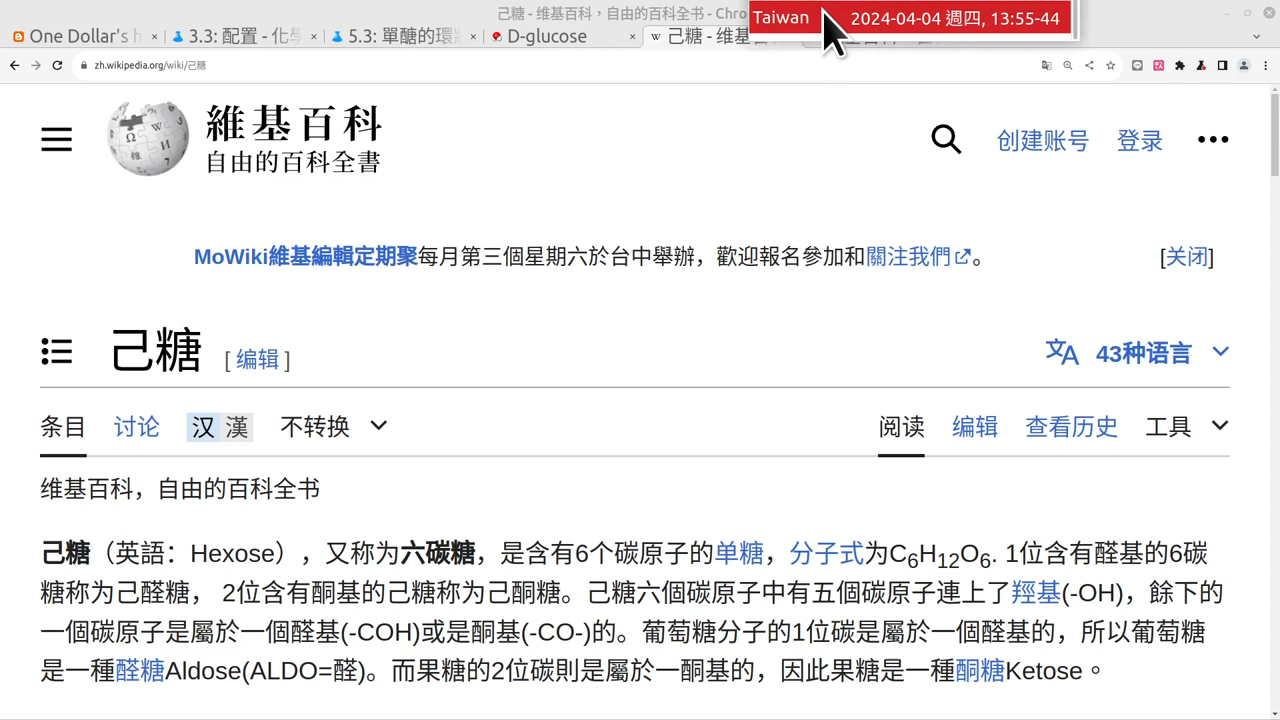 己糖 - 维基百科，自由的百科全书 - Chro
Taiwan 2024-04-04 週四, 13:55-44
One Dollar's h
3.3: 配置 - 化學
5.3: 單醣的環
D-glucose
己糖 - 维基
zh.wikipedia.org/wiki/己糖
維基百科
自由的百科全書
创建账号 登录
MoWiki維基編輯定期聚每月第三個星期六於台中舉辦，歡迎報名參加和關注我們。 [关闭]
己糖 [ 编辑 ] 43种语言
条目 讨论 汉 漢 不转换 阅读 编辑 查看历史 工具
维基百科，自由的百科全书
己糖（英語：Hexose），又称为六碳糖，是含有6个碳原子的单糖，分子式为C6H12O6. 1位含有醛基的6碳
糖称为己醛糖， 2位含有酮基的己糖称为己酮糖。己糖六個碳原子中有五個碳原子連上了羥基(-OH)，餘下的
一個碳原子是屬於一個醛基(-COH)或是酮基(-CO-)的。葡萄糖分子的1位碳是屬於一個醛基的，所以葡萄糖
是一種醛糖Aldose(ALDO=醛)。而果糖的2位碳則是屬於一酮基的，因此果糖是一種酮糖Ketose。